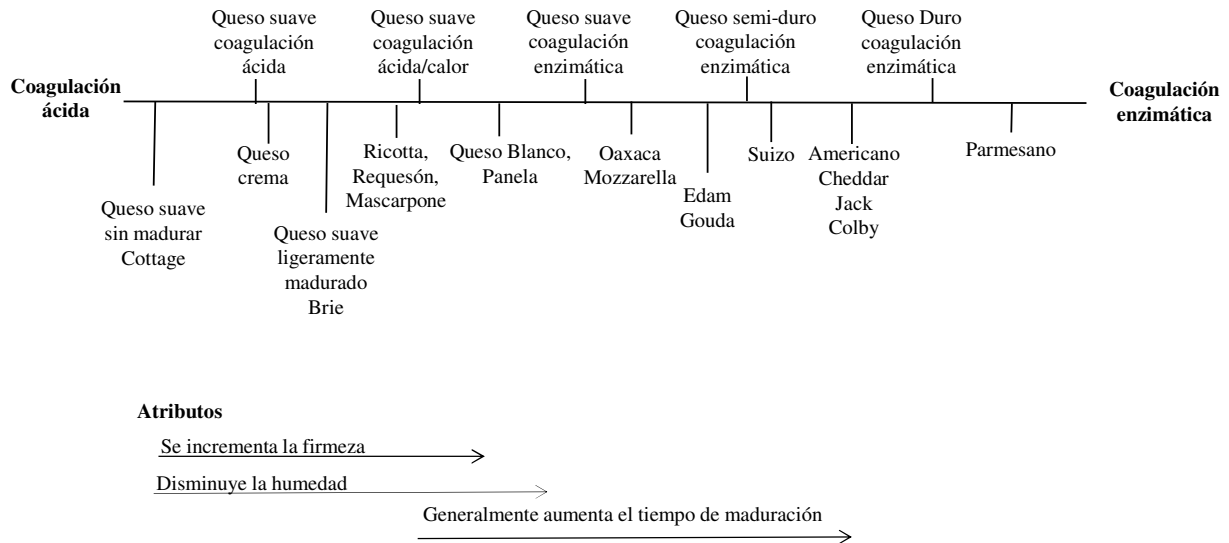 Queso suave
coagulación
ácida
Queso suave
coagulación
ácida/calor
Queso suave
coagulación
enzimática
Queso semi-duro
coagulación
enzimática
Queso Duro
coagulación
enzimática
Coagulación
ácida
Coagulación
enzimática
Queso suave
sin madurar
Cottage
Queso
crema
Queso suave
ligeramente
madurado
Brie
Ricotta,
Requesón,
Mascarpone
Queso Blanco,
Panela
Oaxaca
Mozzarella
Edam
Gouda
Suizo
Americano
Cheddar
Jack
Colby
Parmesano
Atributos
Se incrementa la firmeza
Disminuye la humedad
Generalmente aumenta el tiempo de maduración